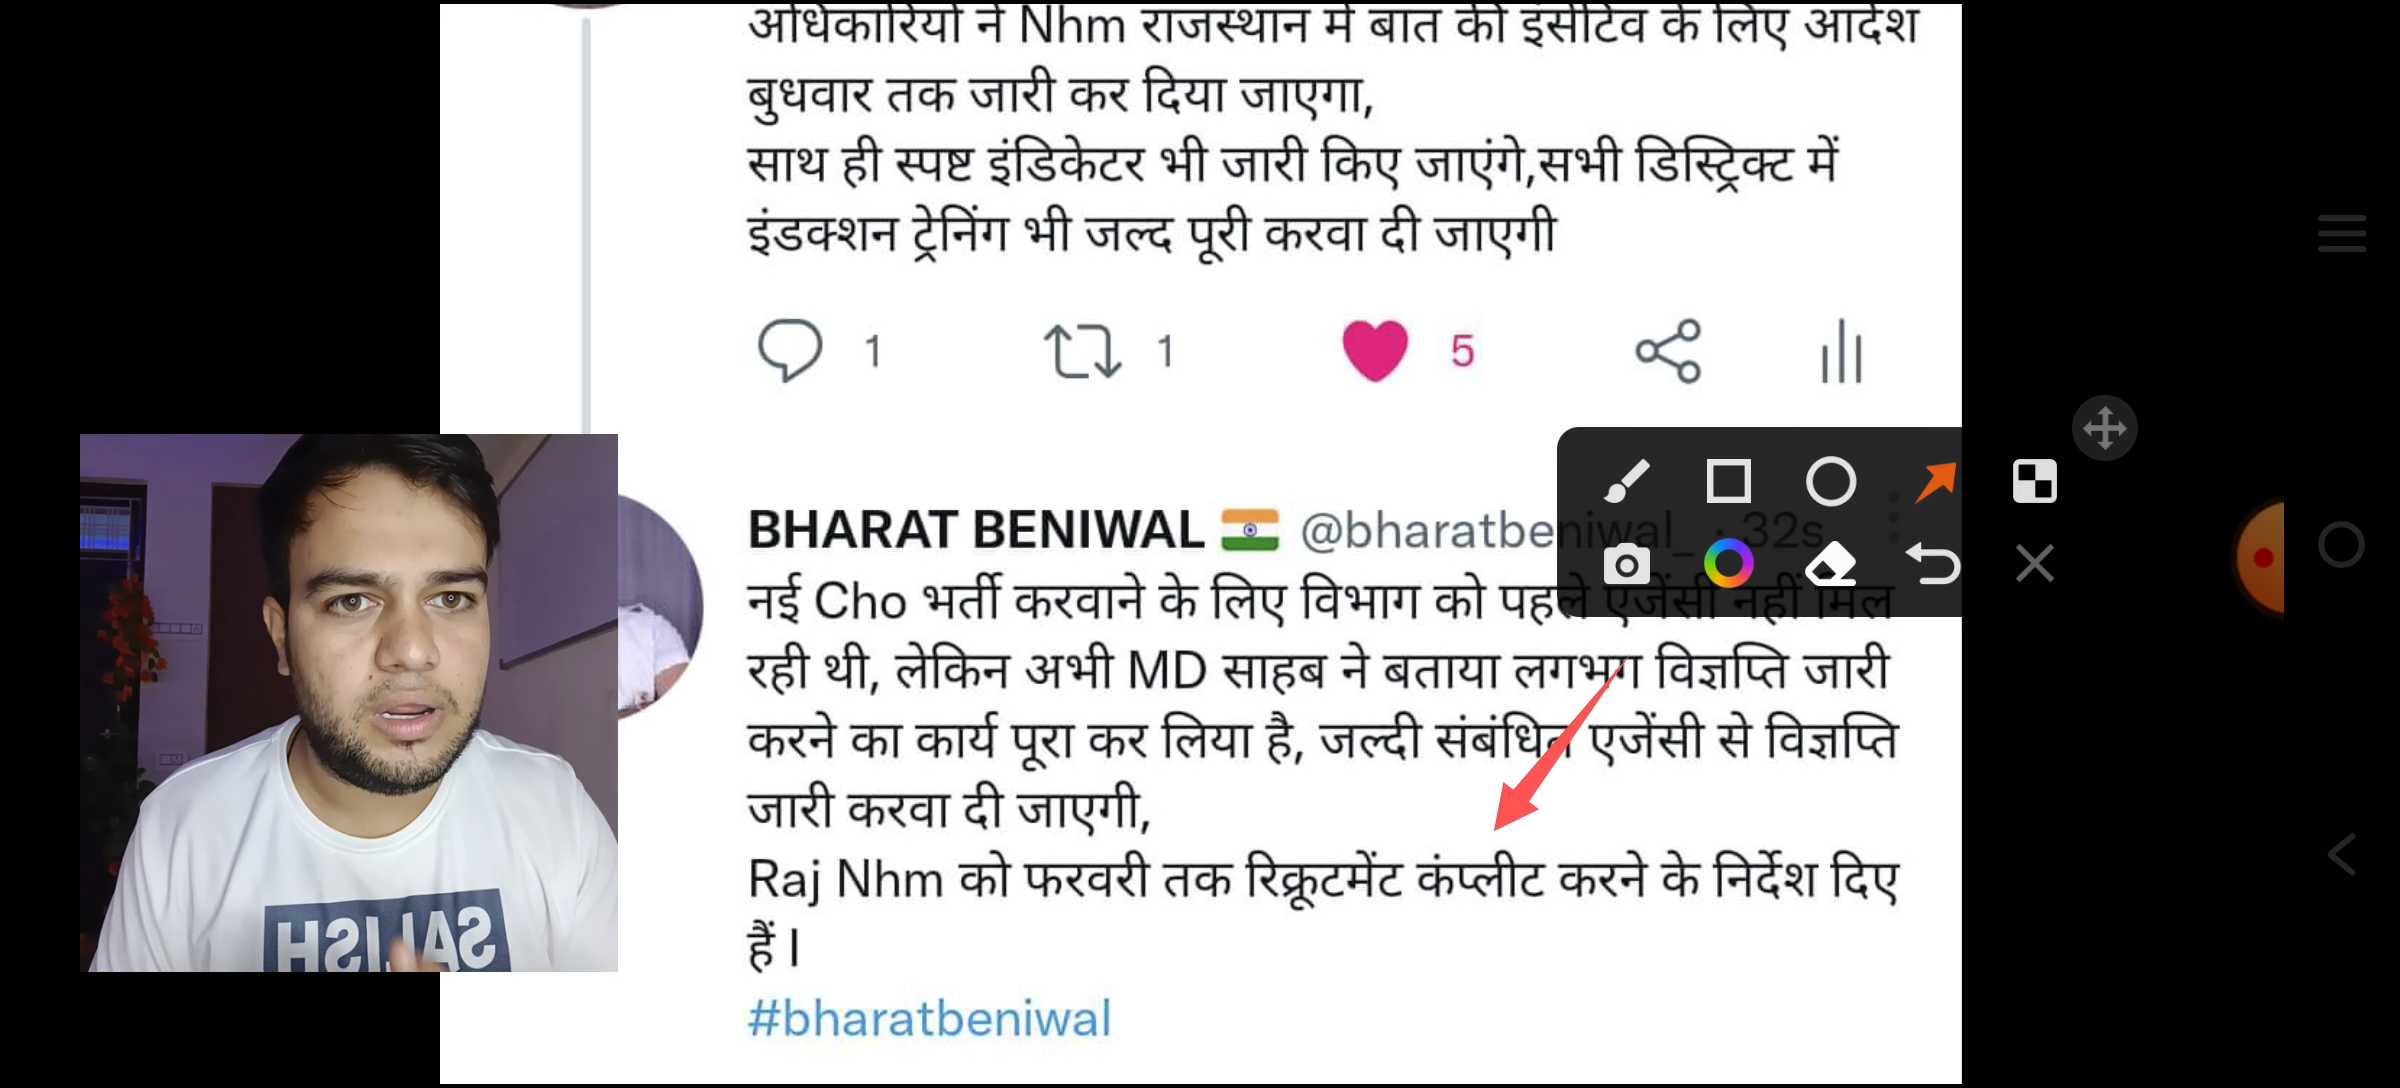 अधिकारियों ने Nhm राजस्थान में बात की इंसेंटिव के लिए आदेश
बुधवार तक जारी कर दिया जाएगा,
साथ ही स्पष्ट इंडिकेटर भी जारी किए जाएंगे,सभी डिस्ट्रिक्ट में
इंडक्शन ट्रेनिंग भी जल्द पूरी करवा दी जाएगी
1 1 5
BHARAT BENIWAL @bharatbeniwal_ · 32s
नई Cho भर्ती करवाने के लिए विभाग को पहले एजेंसी नहीं मिल
रही थी, लेकिन अभी MD साहब ने बताया लगभग विज्ञप्ति जारी
करने का कार्य पूरा कर लिया है, जल्दी संबंधित एजेंसी से विज्ञप्ति
जारी करवा दी जाएगी,
Raj Nhm को फरवरी तक रिक्रूटमेंट कंप्लीट करने के निर्देश दिए
हैं |
#bharatbeniwal